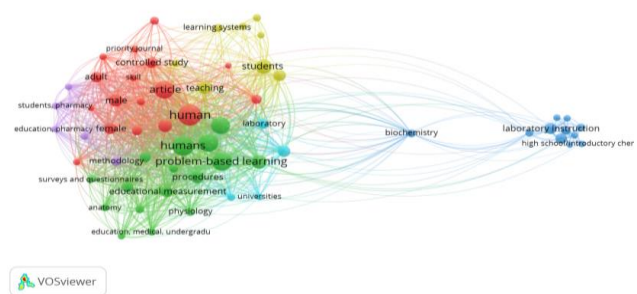 learning systems
priority journal
controlled study
students
adult
skill
article
teaching
students, pharmacy
male
human
education, pharmacy
female
laboratory
biochemistry
laboratory instruction
humans
high school/introductory cher
methodology
problem-based learning
surveys and questionnaires
procedures
educational measurement
universities
anatomy
physiology
education, medical, undergradu
VOSviewer